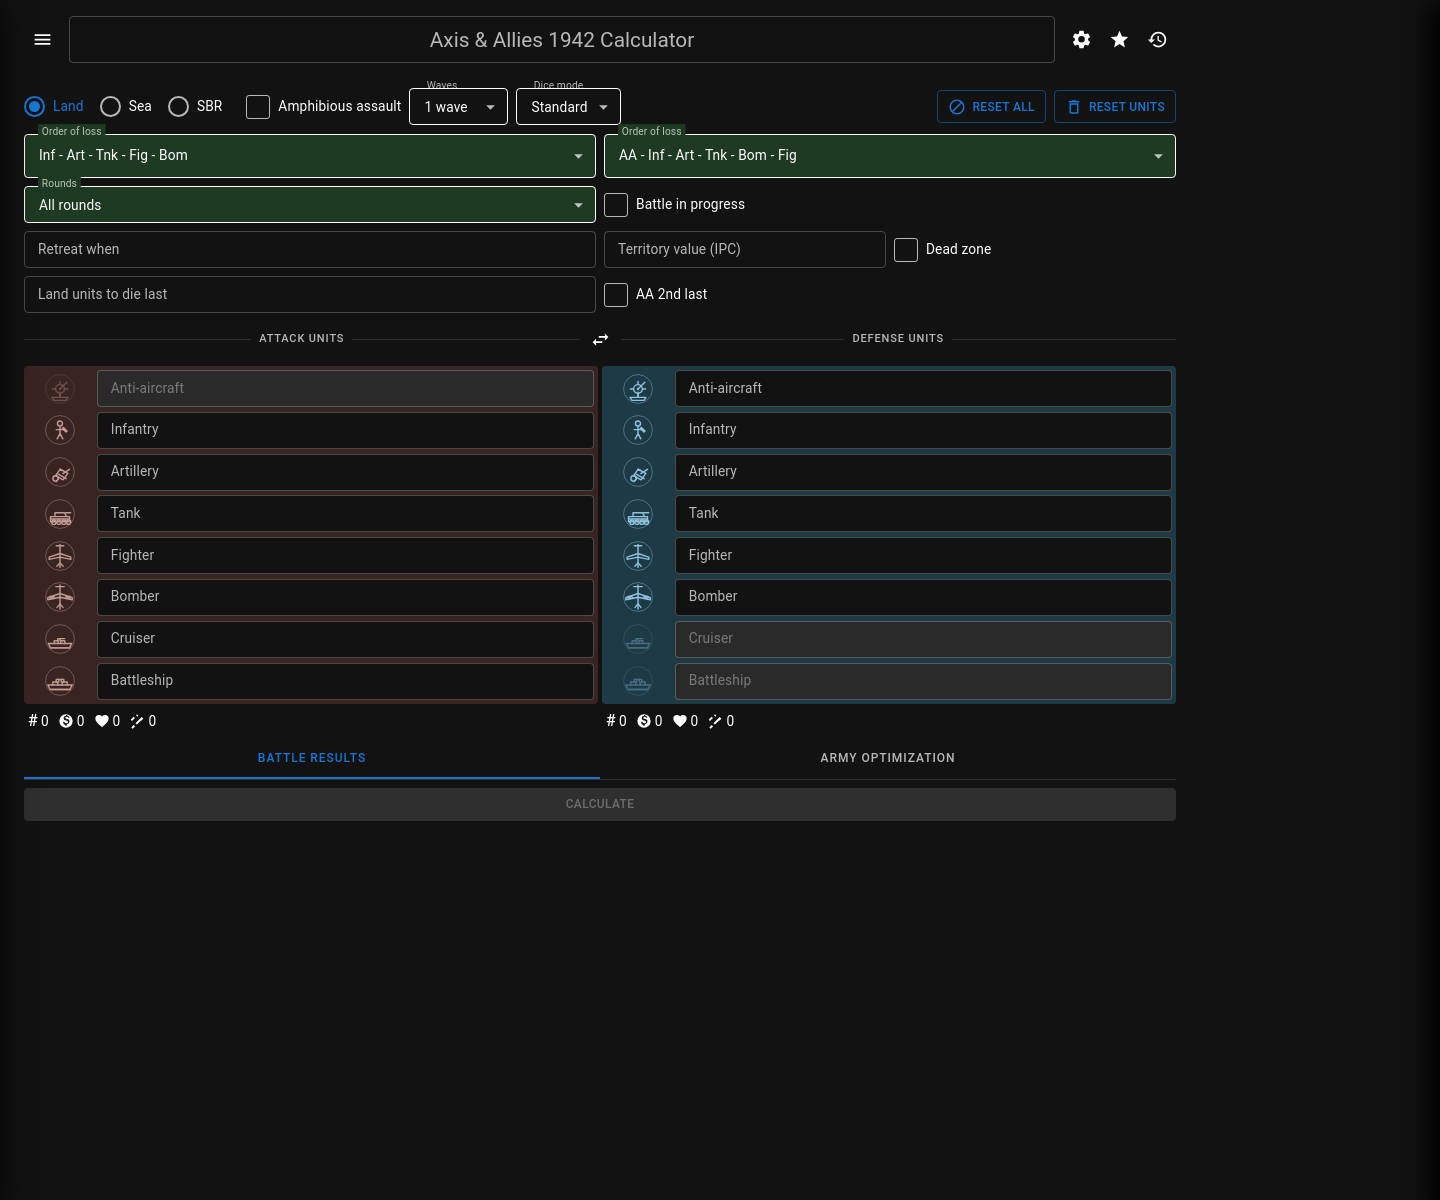 Axis & Allies 1942 Calculator
Waves
Dice mode
Land
Sea
SBR
Amphibious assault
1 wave
Standard
RESET ALL
RESET UNITS
Order of loss
Order of loss
Inf - Art - Tnk - Fig - Bom
AA - Inf - Art - Tnk - Bom - Fig
Rounds
All rounds
Battle in progress
Retreat when
Territory value (IPC)
Dead zone
Land units to die last
AA 2nd last
ATTACK UNITS
DEFENSE UNITS
Anti-aircraft
Anti-aircraft
Infantry
Infantry
Artillery
Artillery
Tank
Tank
Fighter
Fighter
Bomber
Bomber
Cruiser
Cruiser
Battleship
Battleship
# 0 0 0 0
# 0 0 0 0
BATTLE RESULTS
ARMY OPTIMIZATION
CALCULATE